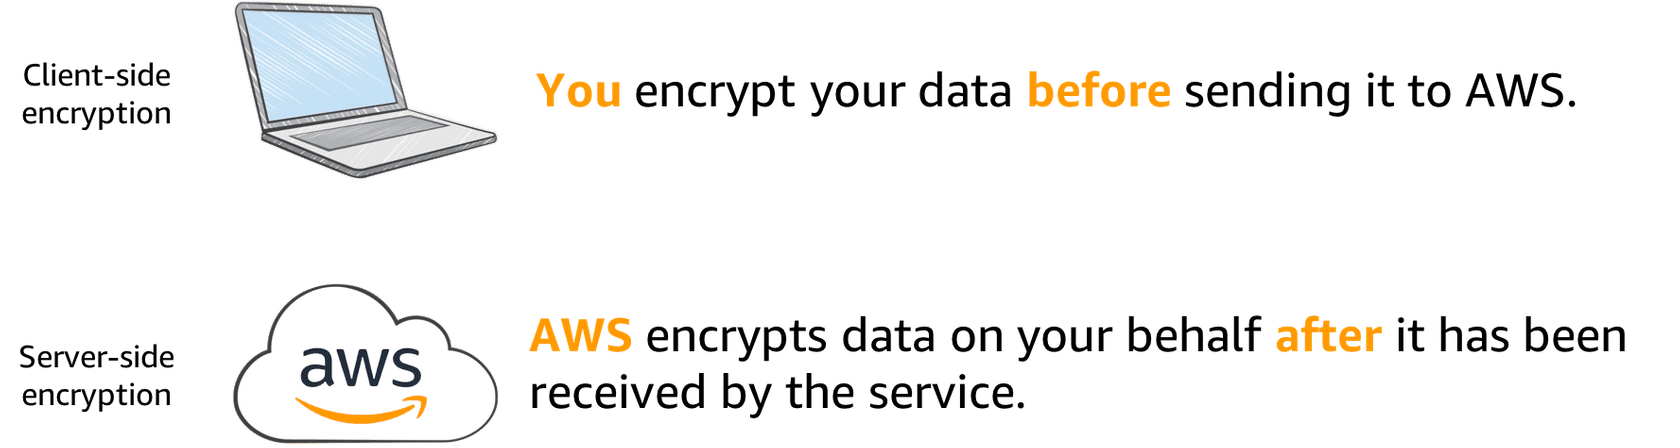 Client-side
encryption
You encrypt your data before sending it to AWS.
aws
Server-side
encryption
AWS encrypts data on your behalf after it has been
received by the service.